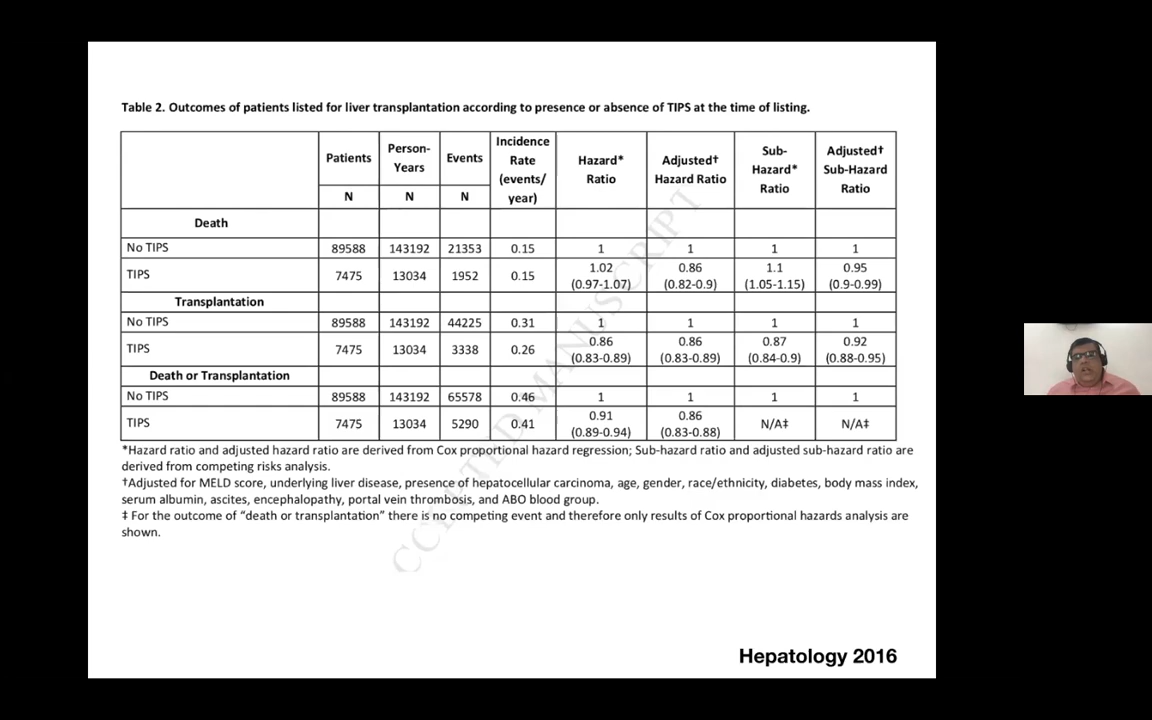 Table 2. Outcomes of patients listed for liver transplantation according to presence or absence of TIPS at the time of listing.
Patients Person-Years Events Incidence Rate (events/year) Hazard* Ratio Adjusted† Hazard Ratio Sub-Hazard* Ratio Adjusted† Sub-Hazard Ratio
N N N
Death
No TIPS 89588 143192 21353 0.15 1 1 1 1
TIPS 7475 13034 1952 0.15 1.02 (0.97-1.07) 0.86 (0.82-0.9) 1.1 (1.05-1.15) 0.95 (0.9-0.99)
Transplantation
No TIPS 89588 143192 44225 0.31 1 1 1 1
TIPS 7475 13034 3338 0.26 0.86 (0.83-0.89) 0.86 (0.83-0.89) 0.87 (0.84-0.9) 0.92 (0.88-0.95)
Death or Transplantation
No TIPS 89588 143192 65578 0.46 1 1 1 1
TIPS 7475 13034 5290 0.41 0.91 (0.89-0.94) 0.86 (0.83-0.88) N/A‡ N/A‡
*Hazard ratio and adjusted hazard ratio are derived from Cox proportional hazard regression; Sub-hazard ratio and adjusted sub-hazard ratio are
derived from competing risks analysis.
†Adjusted for MELD score, underlying liver disease, presence of hepatocellular carcinoma, age, gender, race/ethnicity, diabetes, body mass index,
serum albumin, ascites, encephalopathy, portal vein thrombosis, and ABO blood group.
‡ For the outcome of “death or transplantation” there is no competing event and therefore only results of Cox proportional hazards analysis are
shown.
CCEPTED MANUSCRIPT
Hepatology 2016